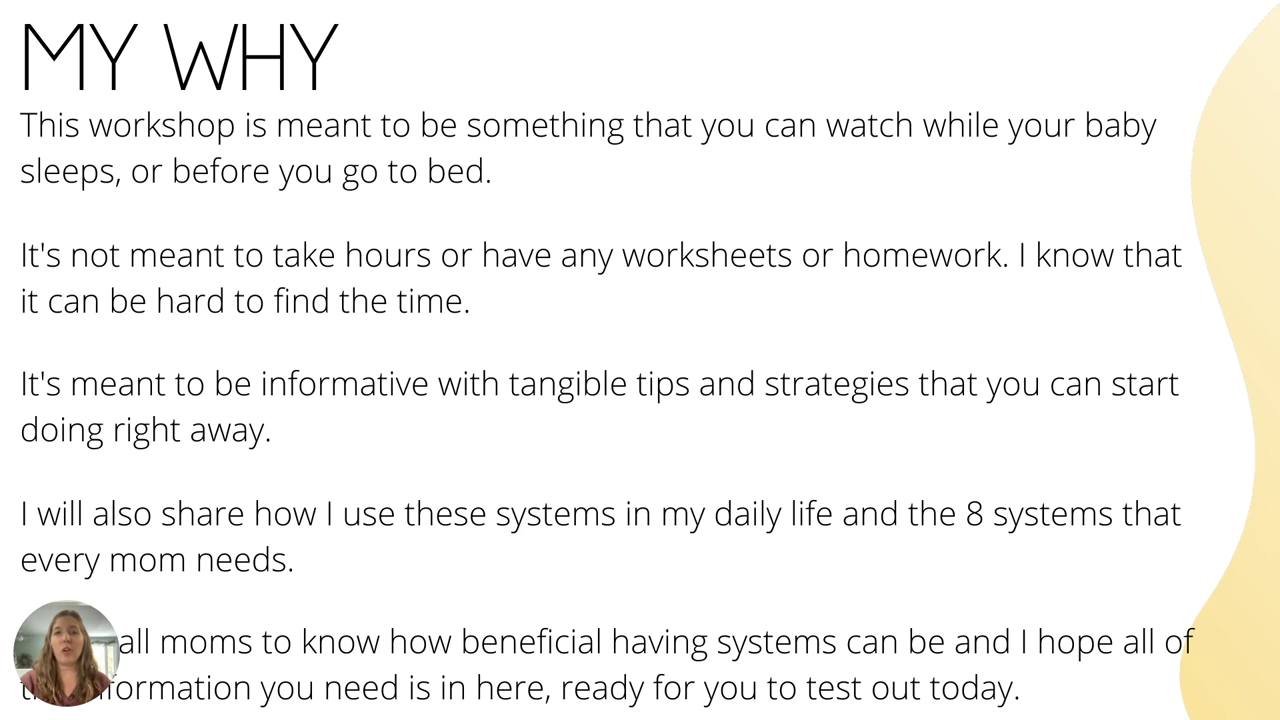 MY WHY
This workshop is meant to be something that you can watch while your baby
sleeps, or before you go to bed.
It's not meant to take hours or have any worksheets or homework. I know that
it can be hard to find the time.
It's meant to be informative with tangible tips and strategies that you can start
doing right away.
I will also share how I use these systems in my daily life and the 8 systems that
every mom needs.
all moms to know how beneficial having systems can be and I hope all of
you need is in here, ready for you to test out today.